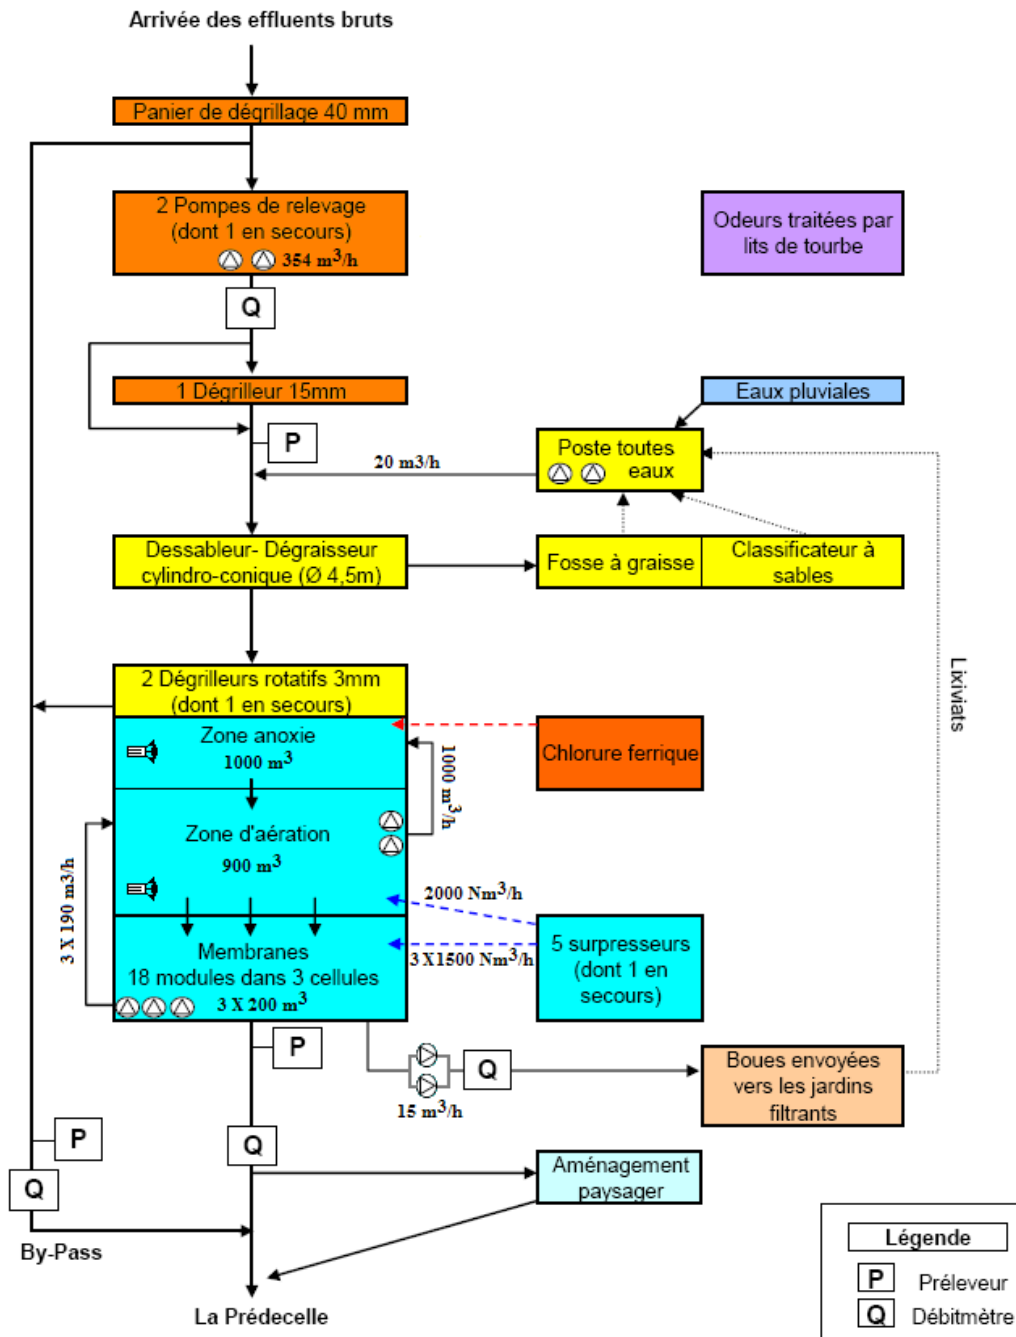 Arrivée des effluents bruts
Panier de dégrillage 40 mm
2 Pompes de relevage
(dont 1 en secours)
354 m³/h
Odeurs traitées par
lits de tourbe
Q
1 Dégrilleur 15mm
Eaux pluviales
P
Poste toutes
eaux
20 m3/h
Dessableur- Dégraisseur
cylindro-conique (Ø 4,5m)
Fosse à graisse
Classificateur à
sables
Lixiviats
2 Dégrilleurs rotatifs 3mm
(dont 1 en secours)
Zone anoxie
1000 m³
1000 m³/h
Chlorure ferrique
Zone d'aération
900 m³
3 X 190 m3/h
2000 Nm³/h
3 X1500 Nm³/h
5 surpresseurs
(dont 1 en
secours)
Membranes
18 modules dans 3 cellules
3 X 200 m³
P
Q
15 m³/h
Boues envoyées
vers les jardins
filtrants
P
Q
Q
Aménagement
paysager
By-Pass
La Prédecelle
Légende
P Préleveur
Q Débitmètre